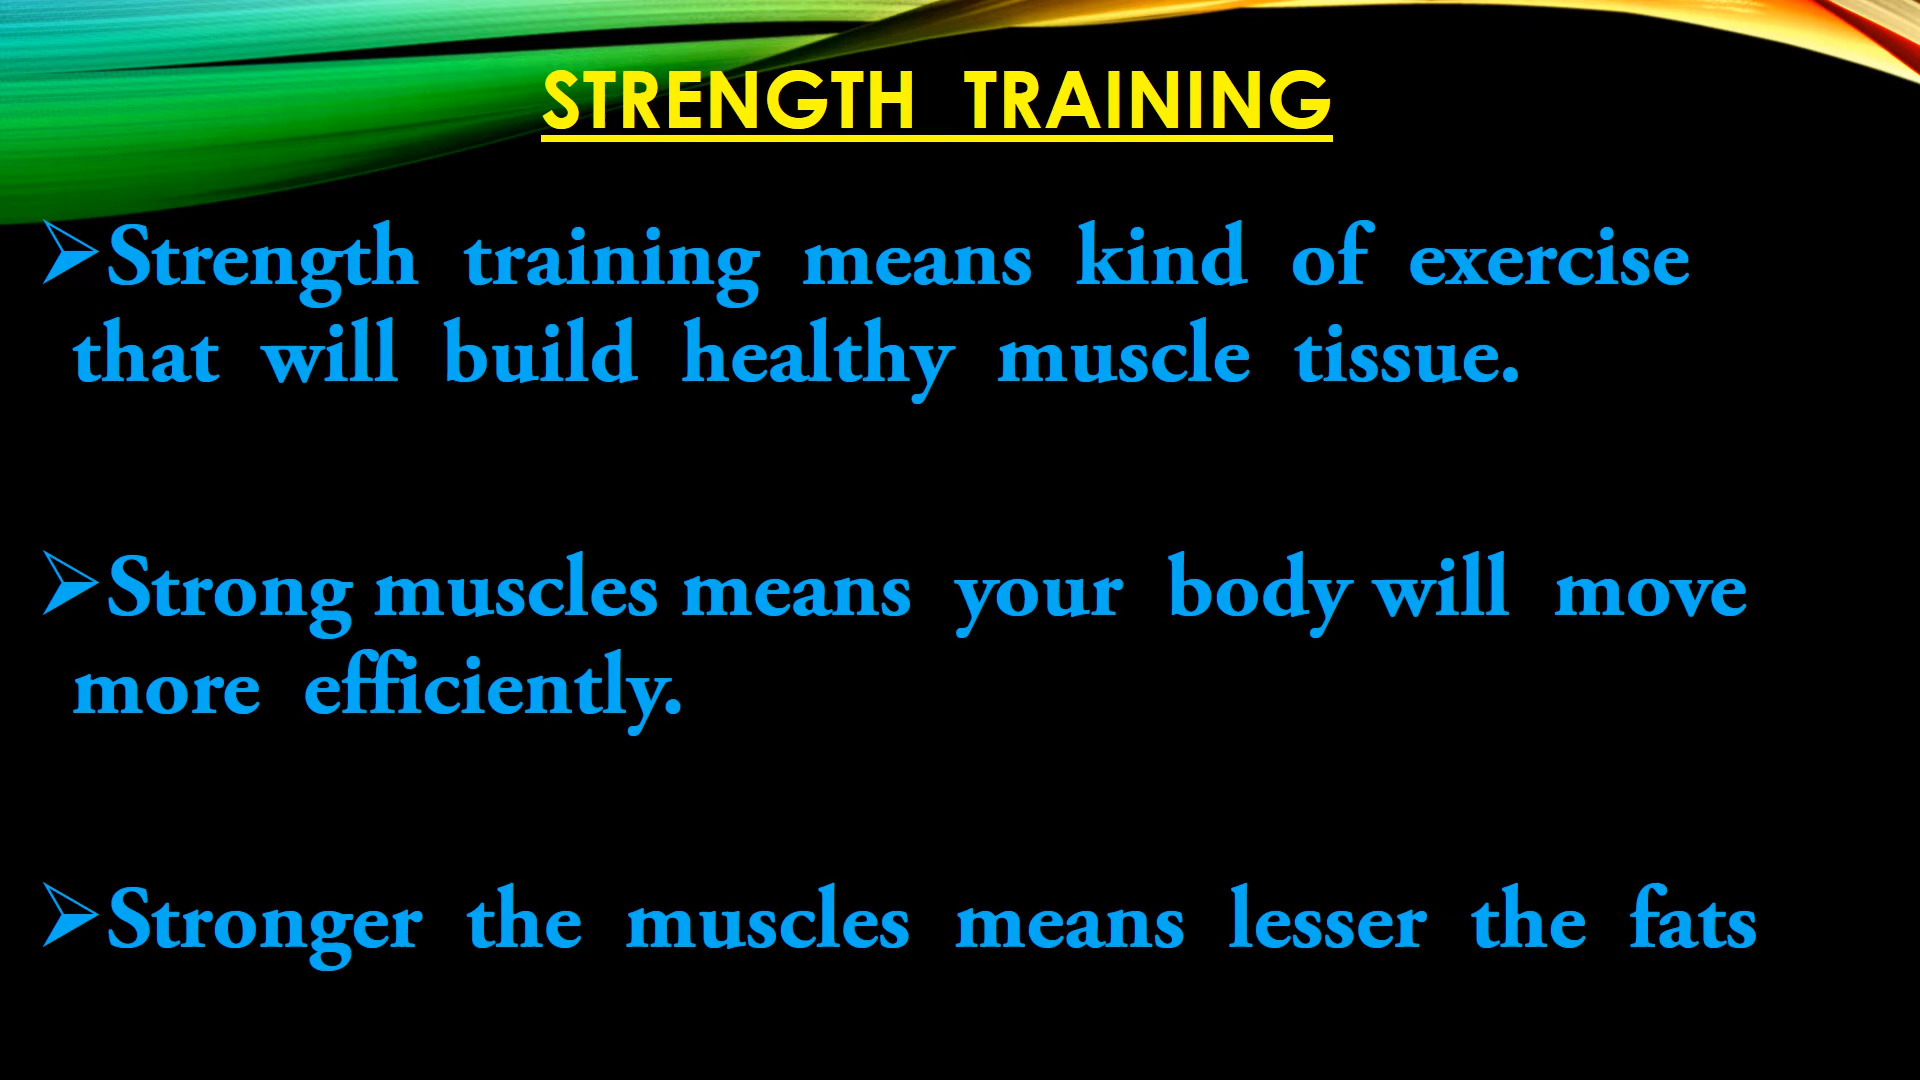 STRENGTH TRAINING
➢Strength training means kind of exercise
that will build healthy muscle tissue.
➢Strong muscles means your body will move
more efficiently.
➢Stronger the muscles means lesser the fats